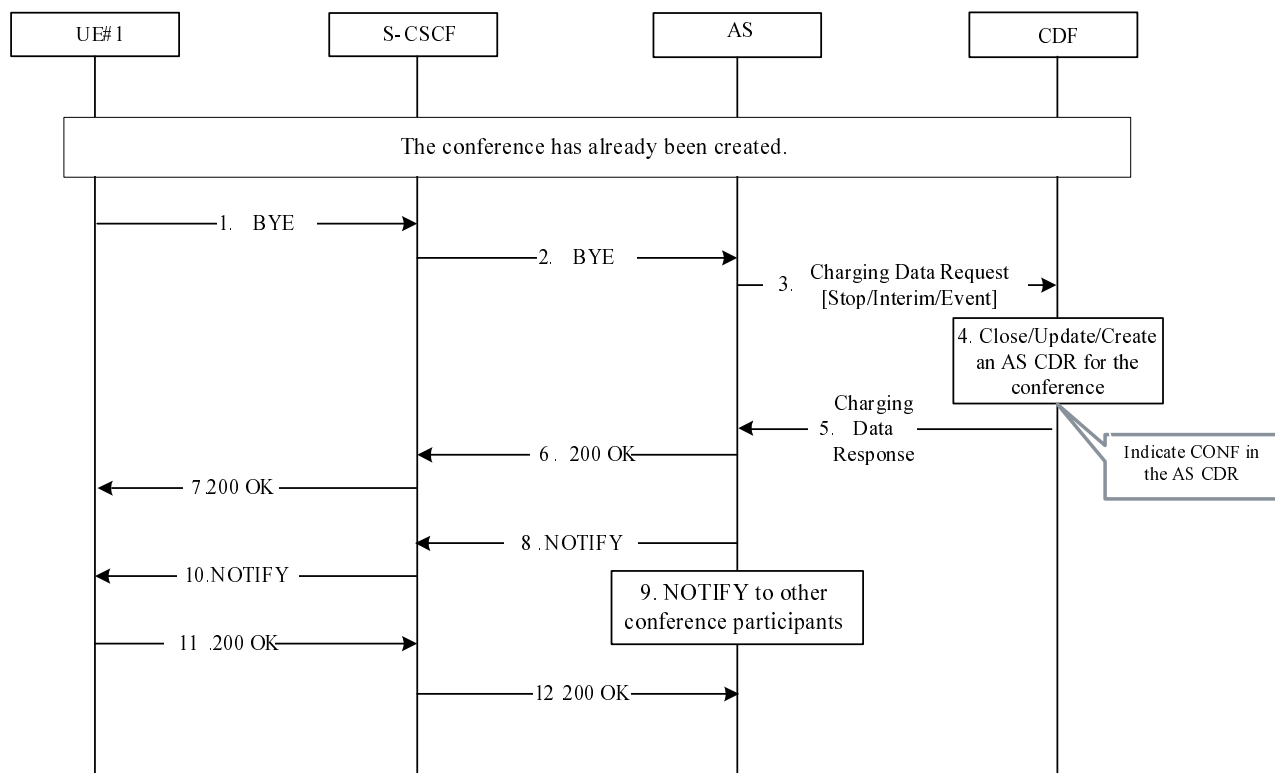 UE#1
S-CSCF
AS
CDF
The conference has already been created.
1. BYE
2. BYE
3. Charging Data Request
[Stop/Interim/Event]
4. Close/Update/Create
an AS CDR for the
conference
Charging
5. Data
Response
Indicate CONF in
the AS CDR
6 . 200 OK
7.200 OK
8 .NOTIFY
9. NOTIFY to other
conference participants
10.NOTIFY
11 .200 OK
12 200 OK